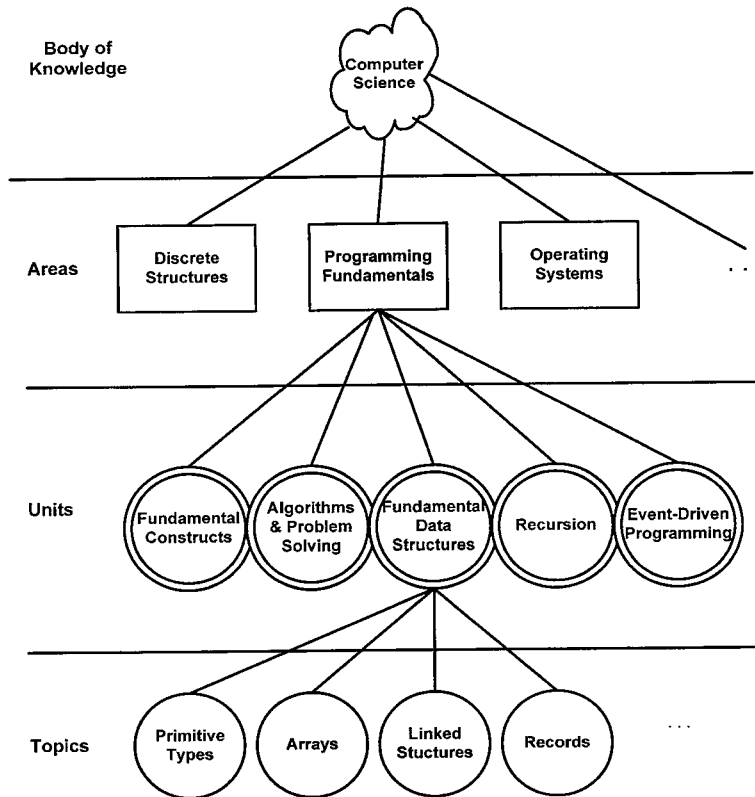 Body of
Knowledge
Computer
Science
Areas
Discrete
Structures
Programming
Fundamentals
Operating
Systems
. .
Units
Fundamental
Constructs
Algorithms
& Problem
Solving
Fundamental
Data
Structures
Recursion
Event-Driven
Programming
Topics
Primitive
Types
Arrays
Linked
Stuctures
Records
. . .